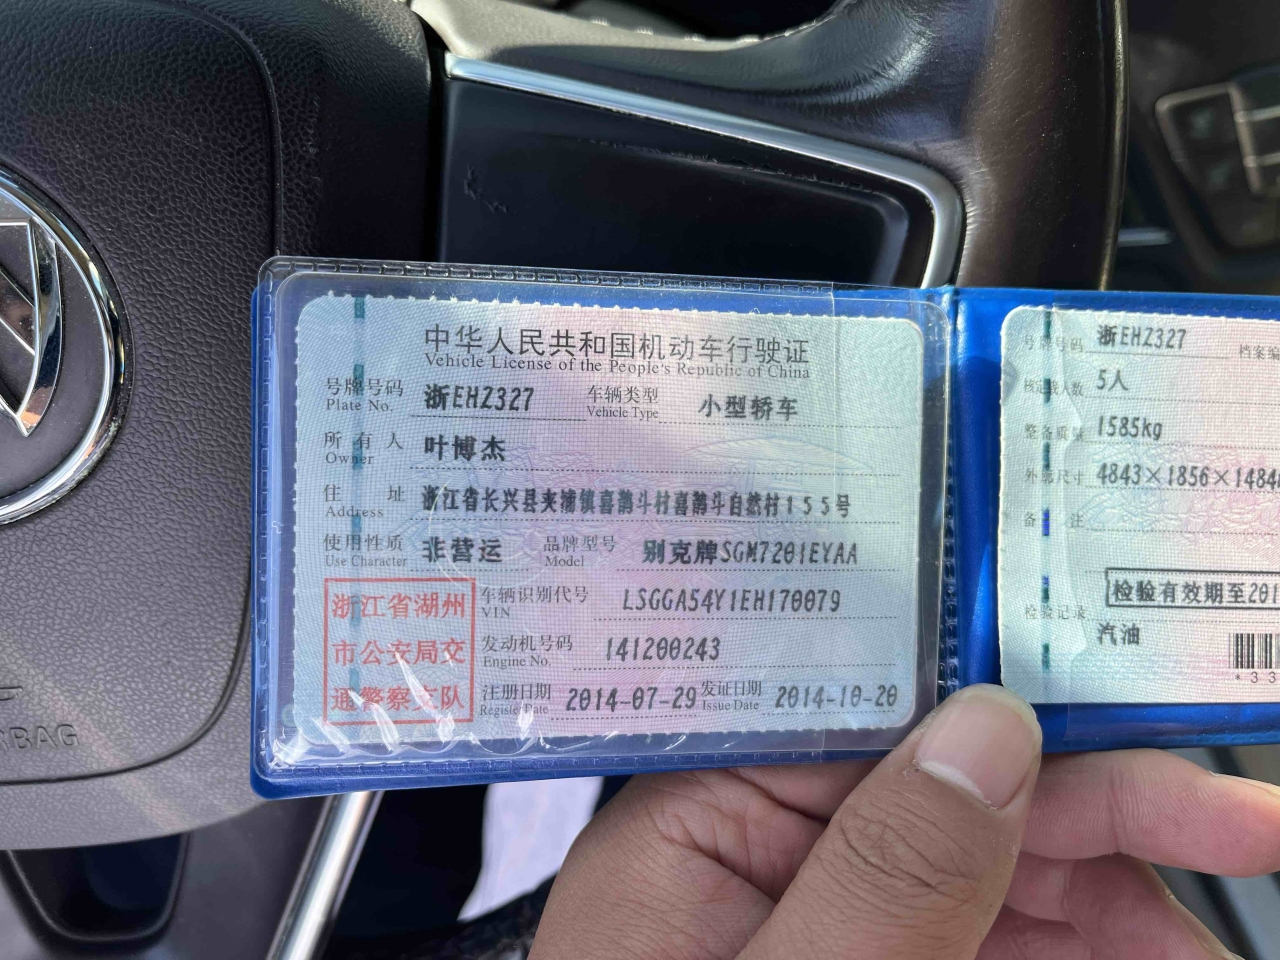 中华人民共和国机动车行驶证
Vehicle License of the People's Republic of China
号牌号码 浙EHZ327 车辆类型 小型轿车
Plate No. Vehicle Type
所有人 叶博杰
Owner
住址 浙江省长兴县夹浦镇喜鹊斗村喜鹊斗自然村155号
Address
使用性质 非营运 品牌型号 别克牌SGM7201EYAA
Use Character Model
浙江省湖州
市公安局交
通警察支队
车辆识别代号 LSGGA54Y1EH170079
VIN
发动机号码 141200243
Engine No.
注册日期 2014-07-29 发证日期 2014-10-20
Register Date Issue Date
号牌号码 浙EHZ327 档案编
核定载人数 5人
整备质量 1585kg
外廓尺寸 4843×1856×1484
备注
检验有效期至201
检验记录
汽油
*33
RBAG